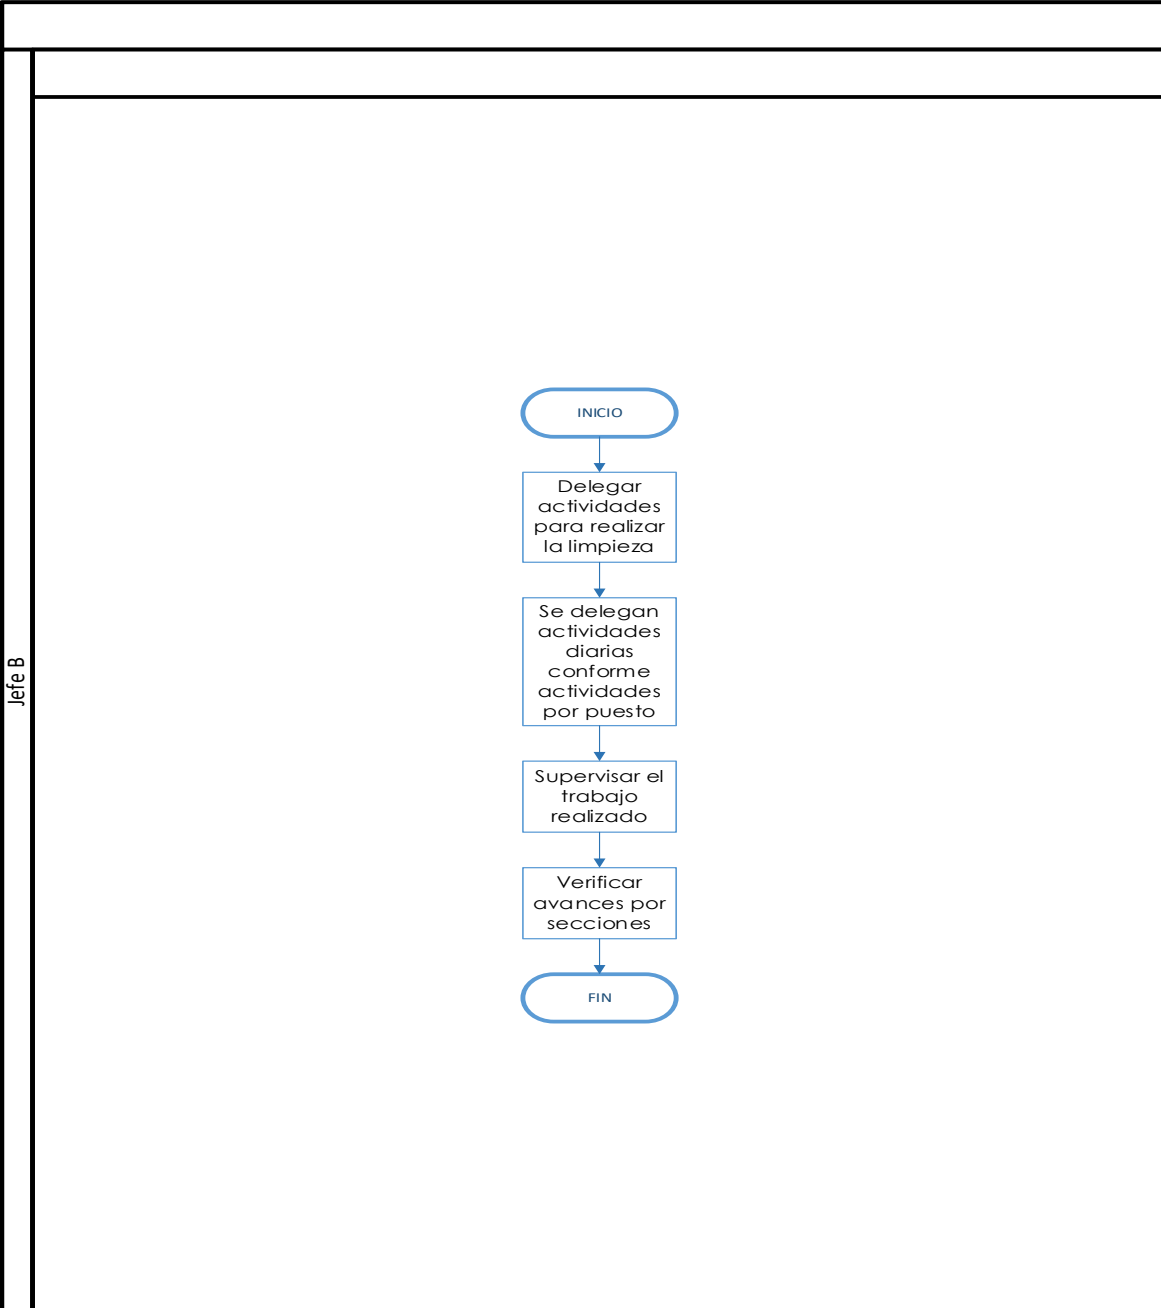 Jefe B
INICIO
Delegar
actividades
para realizar
la limpieza
Se delegan
actividades
diarias
conforme
actividades
por puesto
Supervisar el
trabajo
realizado
Verificar
avances por
secciones
FIN